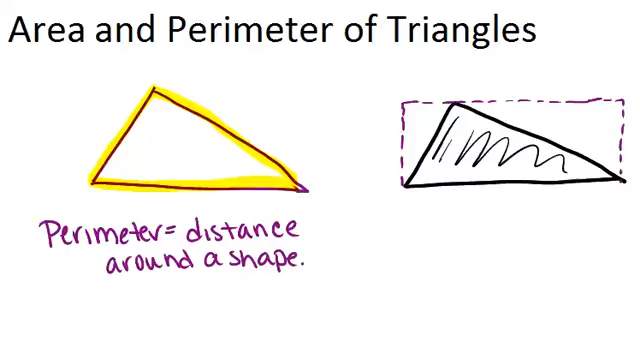 Area and Perimeter of Triangles
Perimeter = distance
around a shape.